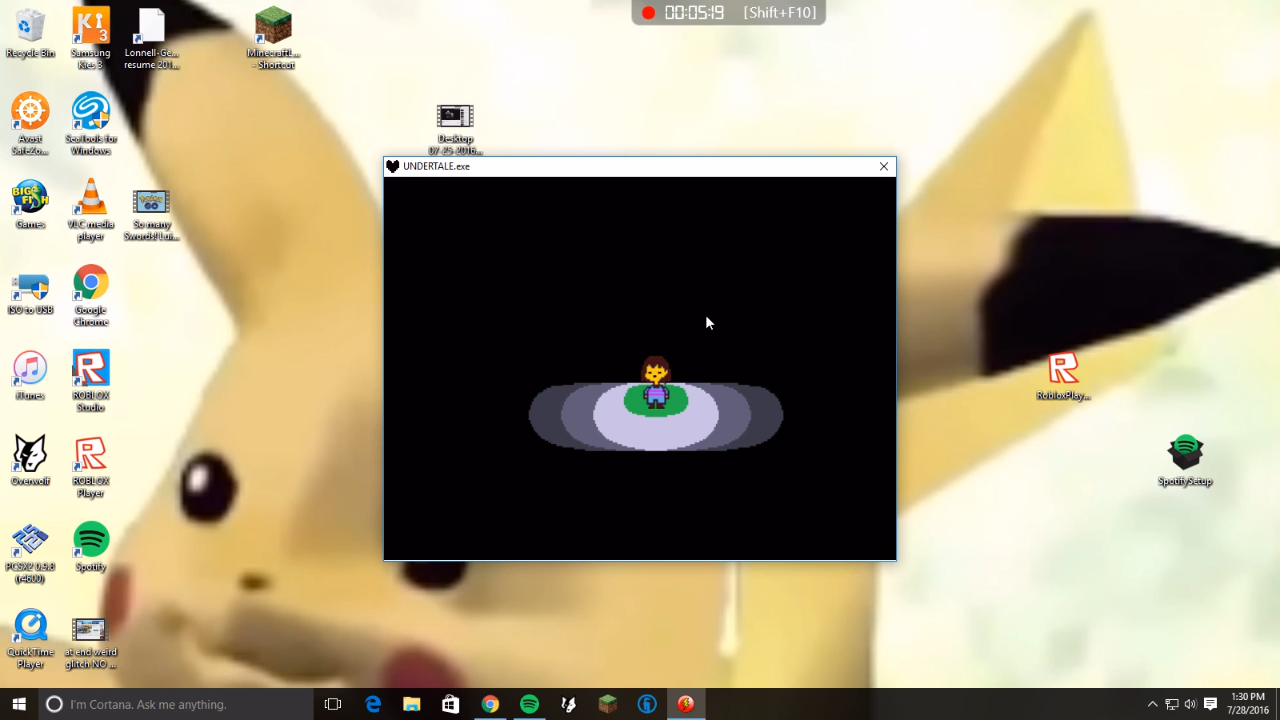 00:05:19 [Shift+F10]
Recycle Bin
Samsung Kies 3
Lonnell-Ge... resume 201...
MinecraftL... - Shortcut
Avast SafeZo...
SeaTools for Windows
Desktop 07-25-2016...
UNDERTALE.exe
Games
VLC media player
So many Swords! Lui...
ISO to USB
Google Chrome
iTunes
ROBLOX Studio
RobloxPlay...
Overwolf
ROBLOX Player
SpotifySetup
PCSX2 0.9.8 (r4600)
Spotify
QuickTime Player
at end weird glitch NO ...
I'm Cortana. Ask me anything.
1:30 PM
7/28/2016